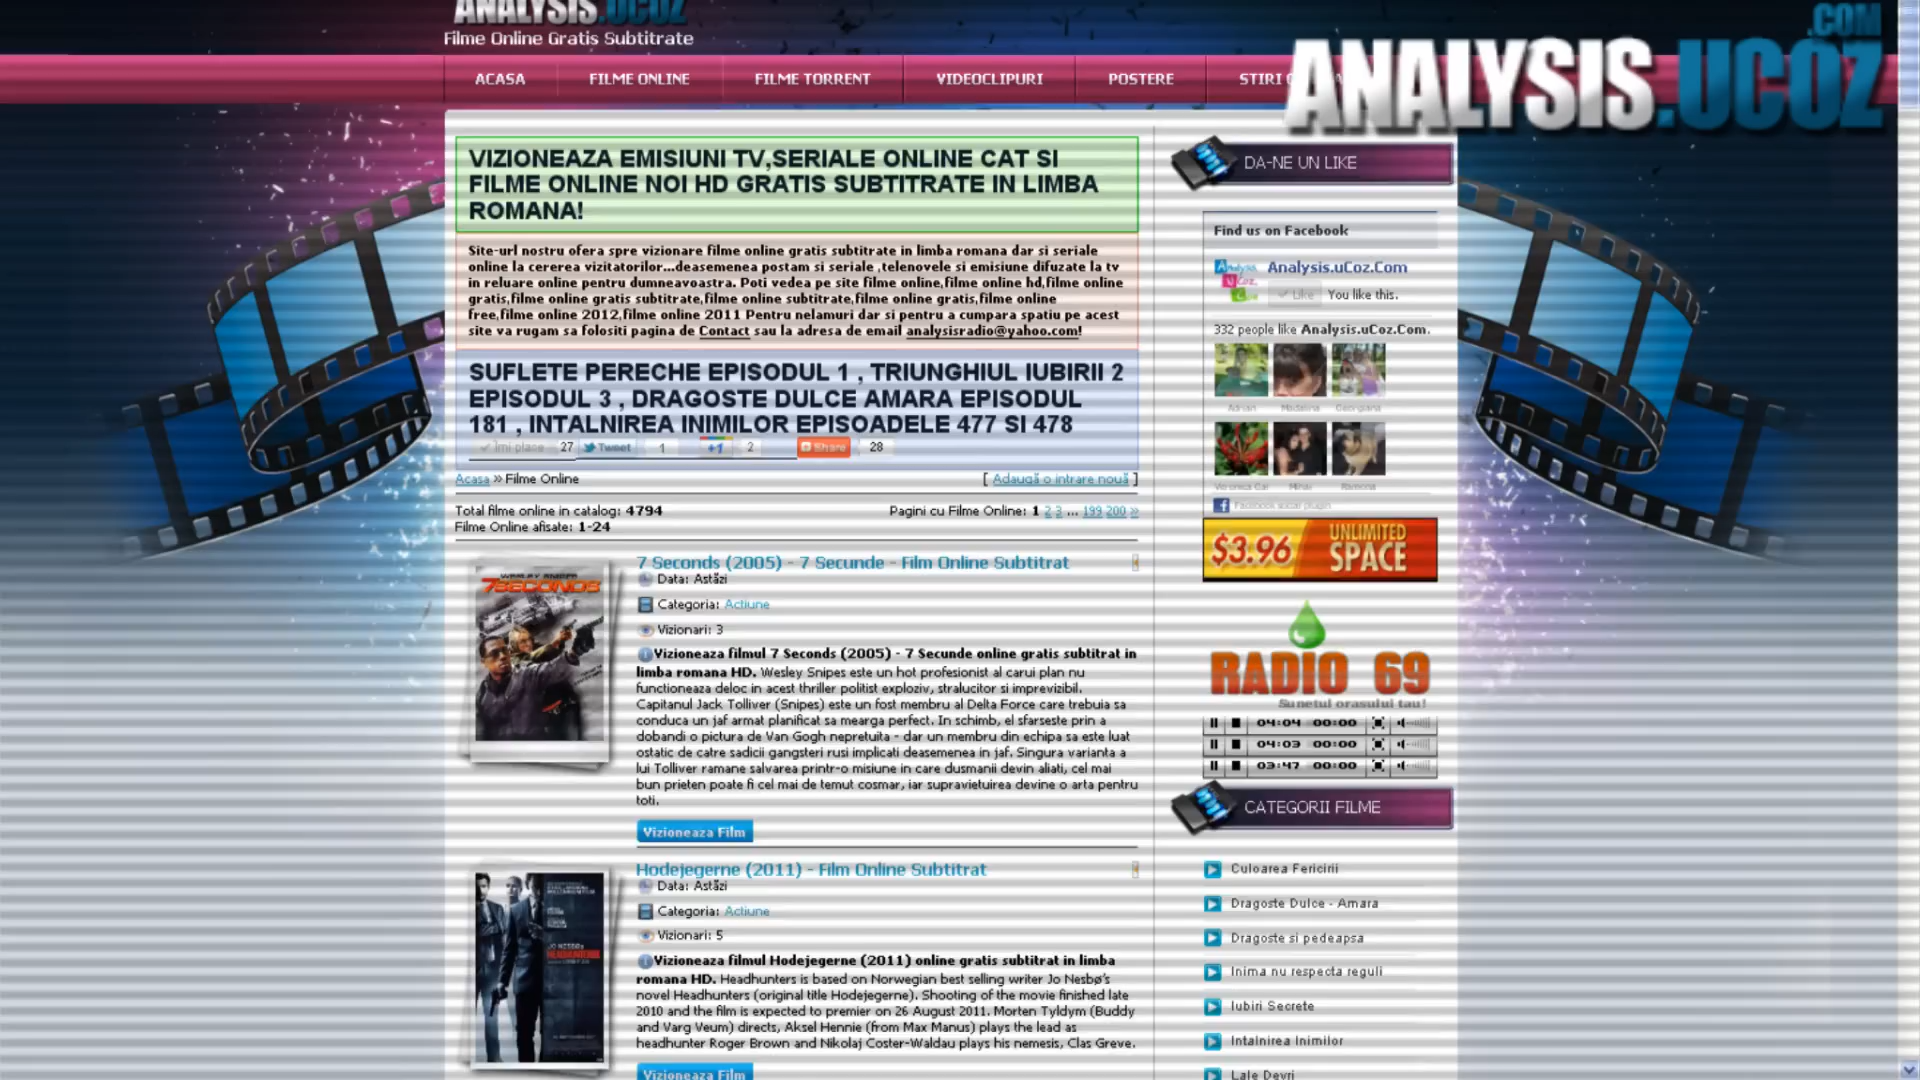 ANALYSIS.UCOZ
Filme Online Gratis Subtitrate
.COM
ANALYSIS.UCOZ
ACASA
FILME ONLINE
FILME TORRENT
VIDEOCLIPURI
POSTERE
STIRI
VIZIONEAZA EMISIUNI TV,SERIALE ONLINE CAT SI
FILME ONLINE NOI HD GRATIS SUBTITRATE IN LIMBA
ROMANA!
Site-url nostru ofera spre vizionare filme online gratis subtitrate in limba romana dar si seriale
online la cererea vizitatorilor...deasemenea postam si seriale ,telenovele si emisiune difuzate la tv
in reluare online pentru dumneavoastra. Poti vedea pe site filme online,filme online hd,filme online
gratis,filme online gratis subtitrate,filme online subtitrate,filme online gratis,filme online
free,filme online 2012,filme online 2011 Pentru nelamuri dar si pentru a cumpara spatiu pe acest
site va rugam sa folositi pagina de Contact sau la adresa de email analysisradio@yahoo.com!
SUFLETE PERECHE EPISODUL 1 , TRIUNGHIUL IUBIRII 2
EPISODUL 3 , DRAGOSTE DULCE AMARA EPISODUL
181 , INTALNIREA INIMILOR EPISOADELE 477 SI 478
Îmi place 27 Tweet 1 +1 2 Share 28
Acasa » Filme Online
[ Adaugă o intrare nouă ]
Total filme online in catalog: 4794
Pagini cu Filme Online: 1 2 3 ... 199 200 »
Filme Online afisate: 1-24
7 SECONDS
7 Seconds (2005) - 7 Secunde - Film Online Subtitrat
Data: Astăzi
Categoria: Actiune
Vizionari: 3
Vizioneaza filmul 7 Seconds (2005) - 7 Secunde online gratis subtitrat in
limba romana HD. Wesley Snipes este un hot profesionist al carui plan nu
functioneaza deloc in acest thriller politist exploziv, stralucitor si imprevizibil.
Capitanul Jack Tolliver (Snipes) este un fost membru al Delta Force care trebuia sa
conduca un jaf armat planificat sa mearga perfect. In schimb, el sfarseste prin a
dobandi o pictura de Van Gogh nepretuita - dar un membru din echipa sa este luat
ostatic de catre sadicii gangsteri rusi implicati deasemenea in jaf. Singura varianta a
lui Tolliver ramane salvarea printr-o misiune in care dusmanii devin aliati, cel mai
bun prieten poate fi cel mai de temut cosmar, iar supravietuirea devine o arta pentru
toti.
Vizioneaza Film
JO NESBØ
HEADHUNTERS
Hodejegerne (2011) - Film Online Subtitrat
Data: Astăzi
Categoria: Actiune
Vizionari: 5
Vizioneaza filmul Hodejegerne (2011) online gratis subtitrat in limba
romana HD. Headhunters is based on Norwegian best selling writer Jo Nesbø's
novel Headhunters (original title Hodejegerne). Shooting of the movie finished late
2010 and the film is expected to premier on 26 August 2011. Morten Tyldym (Buddy
and Varg Veum) directs, Aksel Hennie (from Max Manus) plays the lead as
headhunter Roger Brown and Nikolaj Coster-Waldau plays his nemesis, Clas Greve.
Vizioneaza Film
DA-NE UN LIKE
Find us on Facebook
Analysis.uCoz.Com
Like You like this.
332 people like Analysis.uCoz.Com.
Adrian Madalina Georgiana
Mihai Ramona
Facebook social plugin
$3.96 UNLIMITED
SPACE
RADIO 69
Sunetul orasului tau!
04:04 00:00
04:03 00:00
03:47 00:00
CATEGORII FILME
Culoarea Fericirii
Dragoste Dulce - Amara
Dragoste si pedeapsa
Inima nu respecta reguli
Iubiri Secrete
Intalnirea Inimilor
Lale Devri